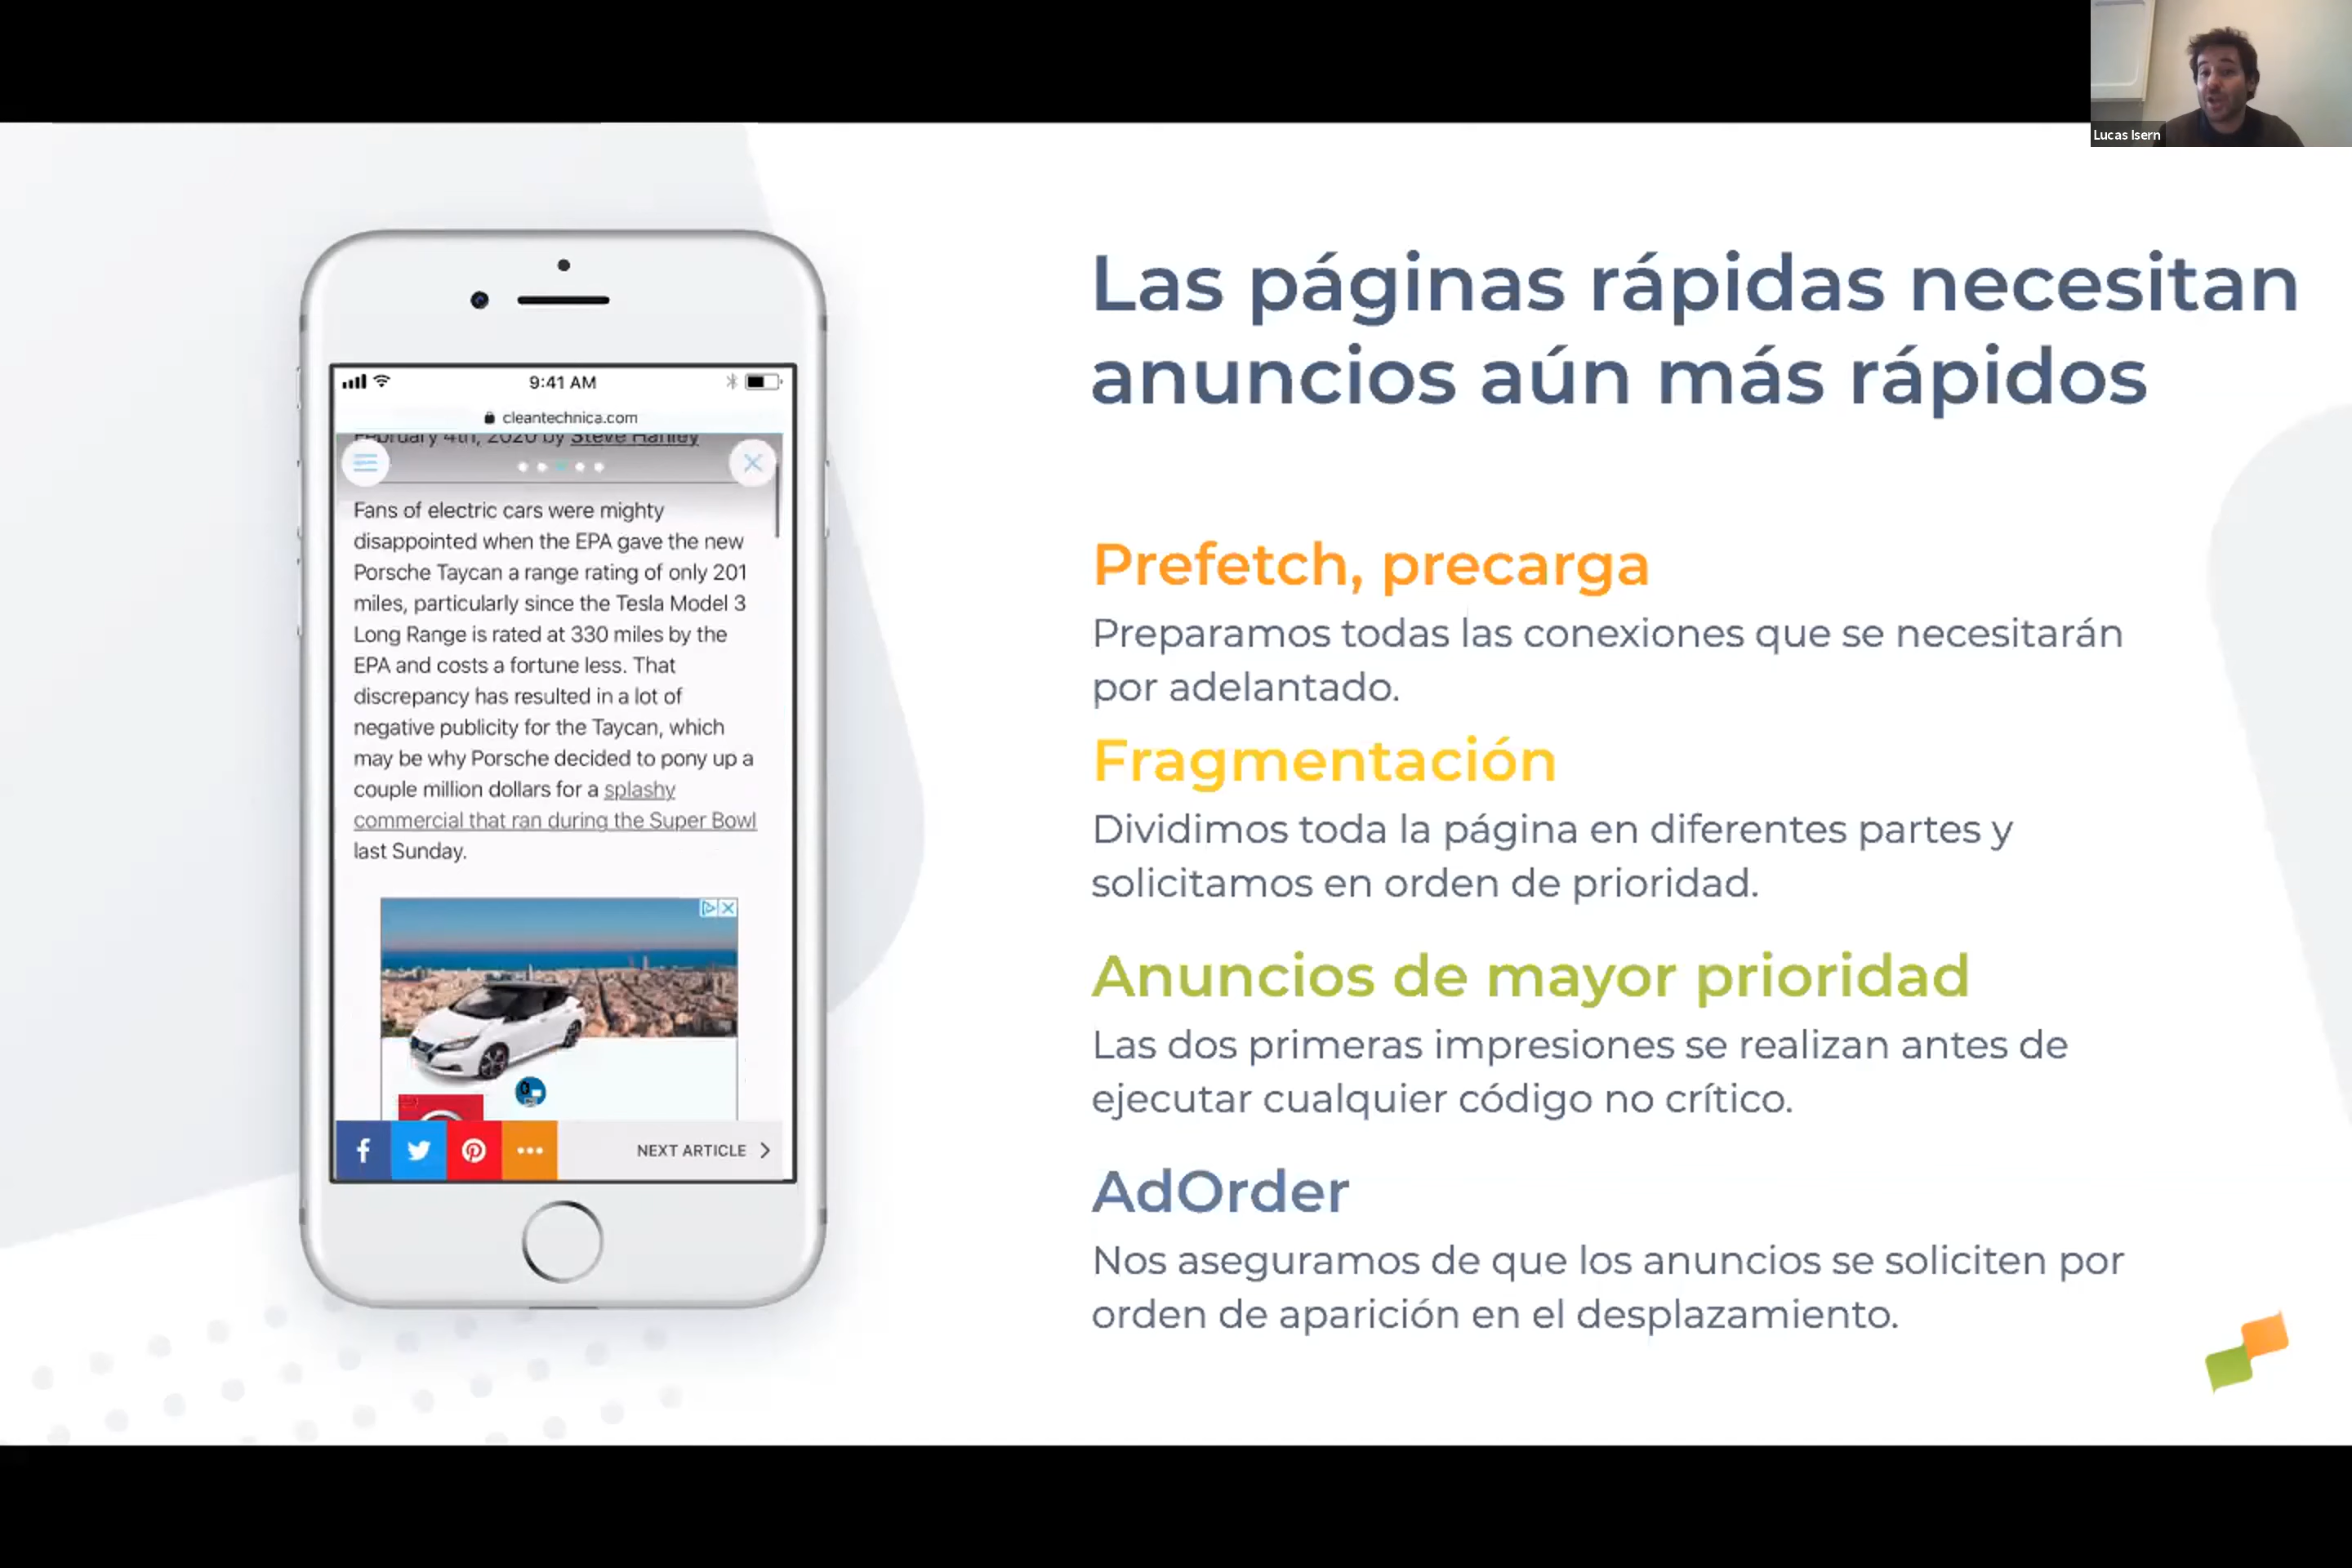 Lucas Isern
9:41 AM
cleantechnica.com
February 4th, 2020 by Steve Hanley
Fans of electric cars were mighty
disappointed when the EPA gave the new
Porsche Taycan a range rating of only 201
miles, particularly since the Tesla Model 3
Long Range is rated at 330 miles by the
EPA and costs a fortune less. That
discrepancy has resulted in a lot of
negative publicity for the Taycan, which
may be why Porsche decided to pony up a
couple million dollars for a splashy
commercial that ran during the Super Bowl
last Sunday.
NEXT ARTICLE
Las páginas rápidas necesitan
anuncios aún más rápidos
Prefetch, precarga
Preparamos todas las conexiones que se necesitarán
por adelantado.
Fragmentación
Dividimos toda la página en diferentes partes y
solicitamos en orden de prioridad.
Anuncios de mayor prioridad
Las dos primeras impresiones se realizan antes de
ejecutar cualquier código no crítico.
AdOrder
Nos aseguramos de que los anuncios se soliciten por
orden de aparición en el desplazamiento.